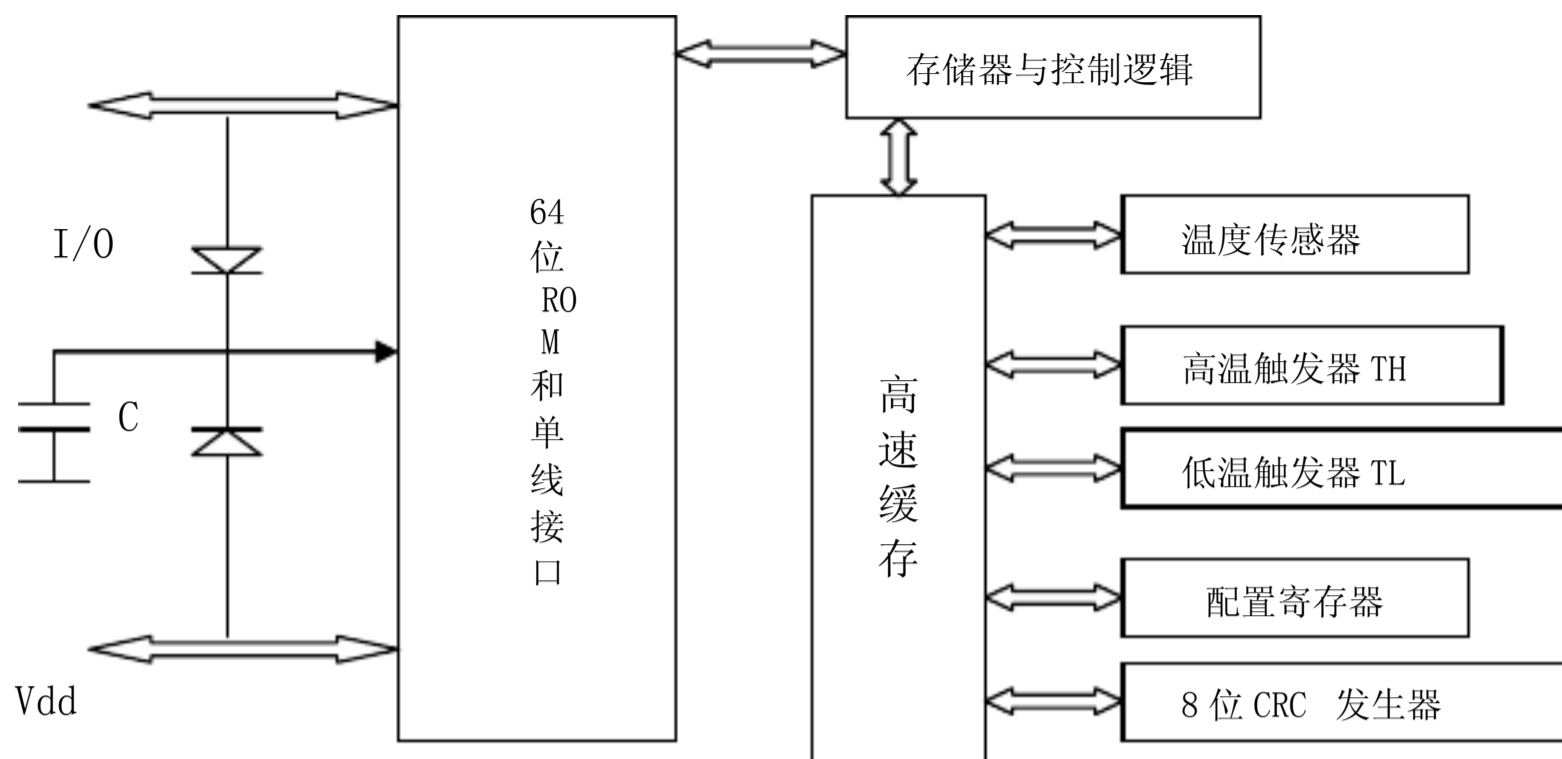 存储器与控制逻辑
I/O
64
位
RO
M
和
单
线
接
口
C
Vdd
高
速
缓
存
温度传感器
高温触发器 TH
低温触发器 TL
配置寄存器
8 位 CRC 发生器